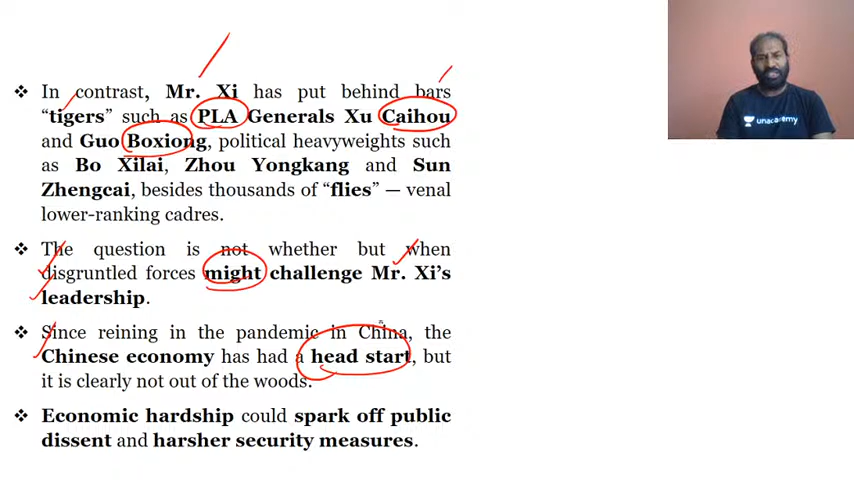 ❖ In contrast, Mr. Xi has put behind bars
"tigers" such as PLA Generals Xu Caihou
and Guo Boxiong, political heavyweights such
as Bo Xilai, Zhou Yongkang and Sun
Zhengcai, besides thousands of "flies" — venal
lower-ranking cadres.
❖ The question is not whether but when
disgruntled forces might challenge Mr. Xi's
leadership.
❖ Since reining in the pandemic in China, the
Chinese economy has had a head start, but
it is clearly not out of the woods.
❖ Economic hardship could spark off public
dissent and harsher security measures.
unacademy